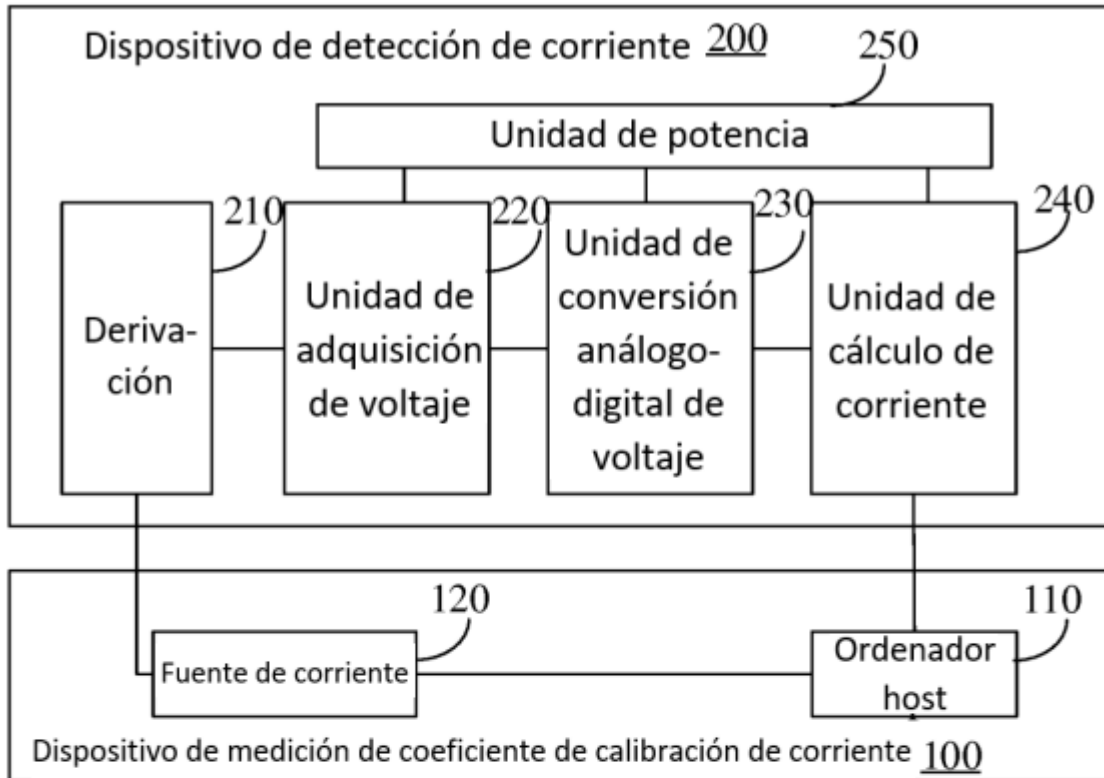 Dispositivo de detección de corriente 200
250
Unidad de potencia
210
220
230
240
Deriva-
ción
Unidad de
adquisición
de voltaje
Unidad de
conversión
análogo-
digital de
voltaje
Unidad de
cálculo de
corriente
120
110
Fuente de corriente
Ordenador
host
Dispositivo de medición de coeficiente de calibración de corriente 100